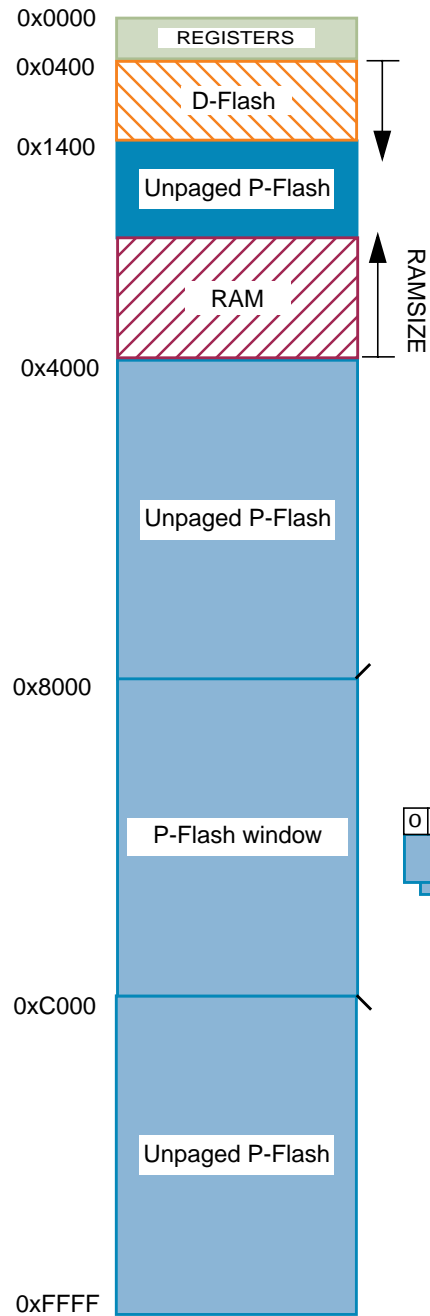 0x0000
REGISTERS
0x0400
D-Flash
0x1400
Unpaged P-Flash
RAM
RAMSIZE
0x4000
Unpaged P-Flash
0x8000
P-Flash window
0
0xC000
Unpaged P-Flash
0xFFFF